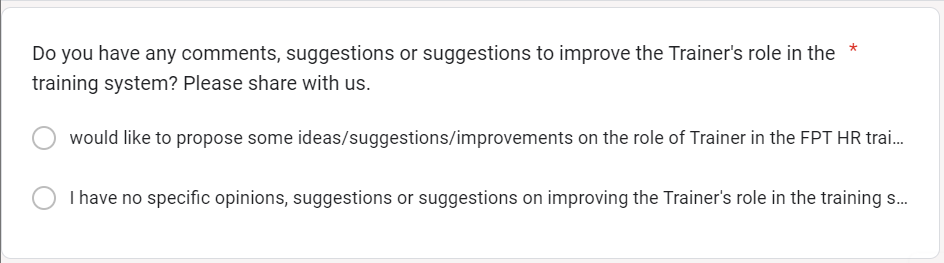 Do you have any comments, suggestions or suggestions to improve the Trainer's role in the *
training system? Please share with us.
would like to propose some ideas/suggestions/improvements on the role of Trainer in the FPT HR trai...
I have no specific opinions, suggestions or suggestions on improving the Trainer's role in the training s...